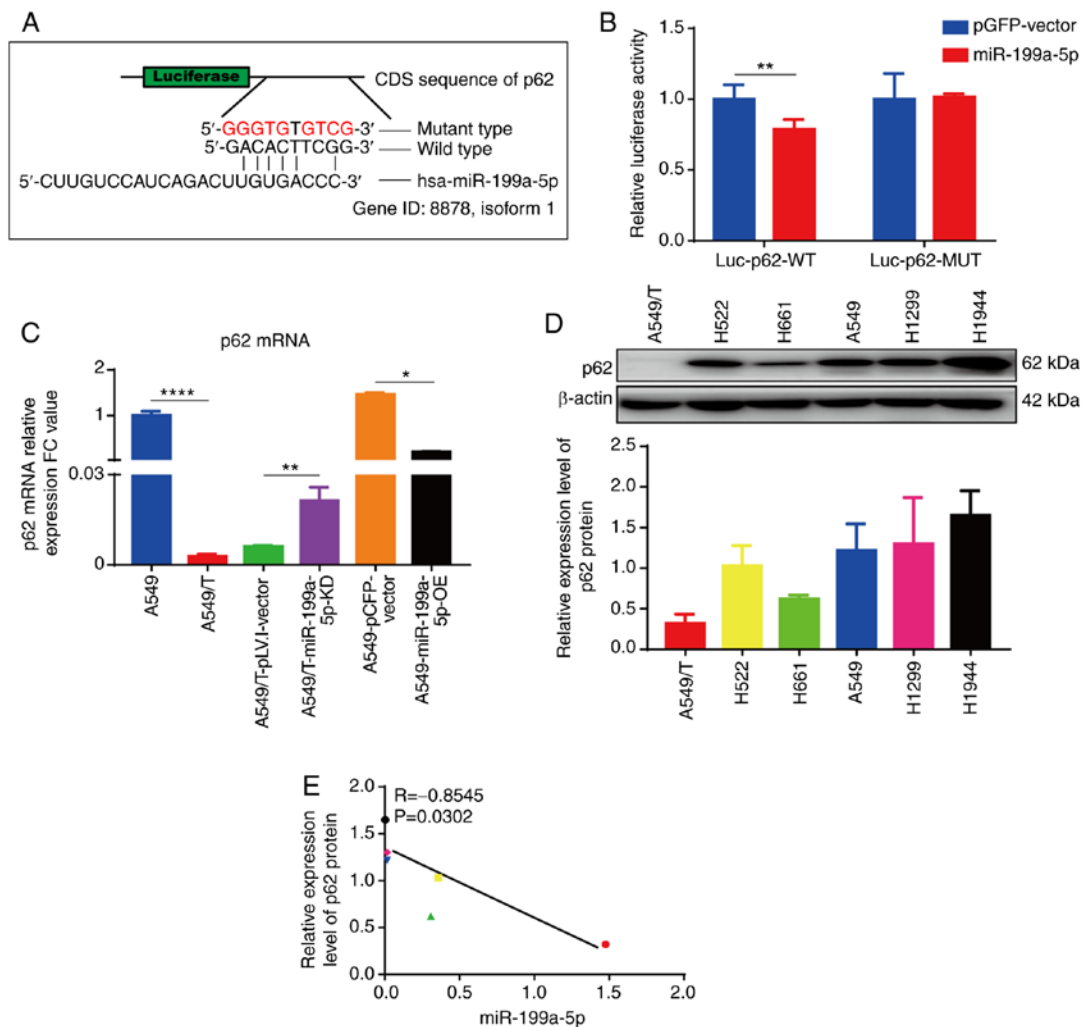 A
Luciferase
CDS sequence of p62
5′-GGGTGTGTCG-3′
Mutant type
5′-GACACTTCGG-3′
Wild type
5′-CUUGUCCAUCAGACUUGUGACCC-3′
hsa-miR-199a-5p
Gene ID: 8878, isoform 1
B
pGFP-vector
miR-199a-5p
Relative luciferase activity
1.5
1.0
0.5
0.0
**
Luc-p62-WT
Luc-p62-MUT
C
p62 mRNA
p62 mRNA relative
expression FC value
2
1
0.03
0
****
**
*
A549
A549/T
A549/T-pLV.I-vector
A549/T-miR-199a-
5p-KD
A549-pCFP-
vector
A549-miR-199a-
5p-OE
D
A549/T
H522
H661
A549
H1299
H1944
p62
62 kDa
β-actin
42 kDa
Relative expression level of
p62 protein
2.0
1.5
1.0
0.5
0.0
A549/T
H522
H661
A549
H1299
H1944
E
R=−0.8545
P=0.0302
Relative expression
level of p62 protein
2.0
1.5
1.0
0.5
0.0
0.0
0.5
1.0
1.5
2.0
miR-199a-5p